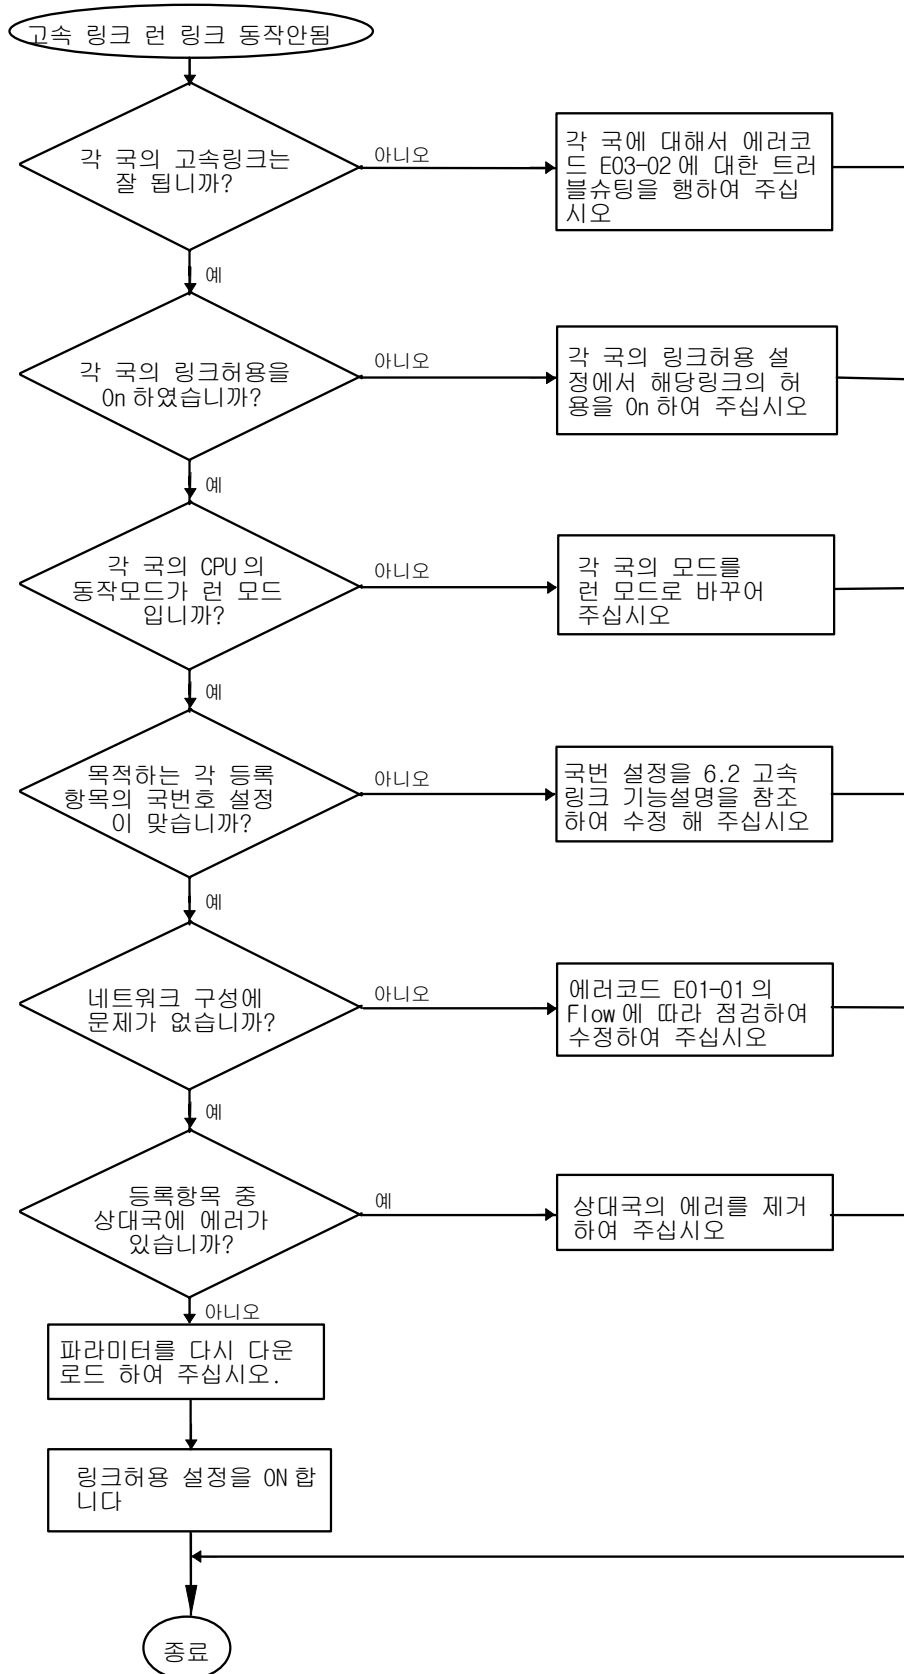 고속 링크 런 링크 동작안됨
각 국의 고속링크는
잘 됩니까?
아니오
각 국에 대해서 에러코
드 E03-02 에 대한 트러
블슈팅을 행하여 주십
시오
예
각 국의 링크허용을
On 하였습니까?
아니오
각 국의 링크허용 설
정에서 해당링크의 허
용을 On 하여 주십시오
예
각 국의 CPU 의
동작모드가 런 모드
입니까?
아니오
각 국의 모드를
런 모드로 바꾸어
주십시오
예
목적하는 각 등록
항목의 국번호 설정
이 맞습니까?
아니오
국번 설정을 6.2 고속
링크 기능설명을 참조
하여 수정 해 주십시오
예
네트워크 구성에
문제가 없습니까?
아니오
에러코드 E01-01 의
Flow 에 따라 점검하여
수정하여 주십시오
예
등록항목 중
상대국에 에러가
있습니까?
예
상대국의 에러를 제거
하여 주십시오
아니오
파라미터를 다시 다운
로드 하여 주십시오.
링크허용 설정을 ON 합
니다
종료